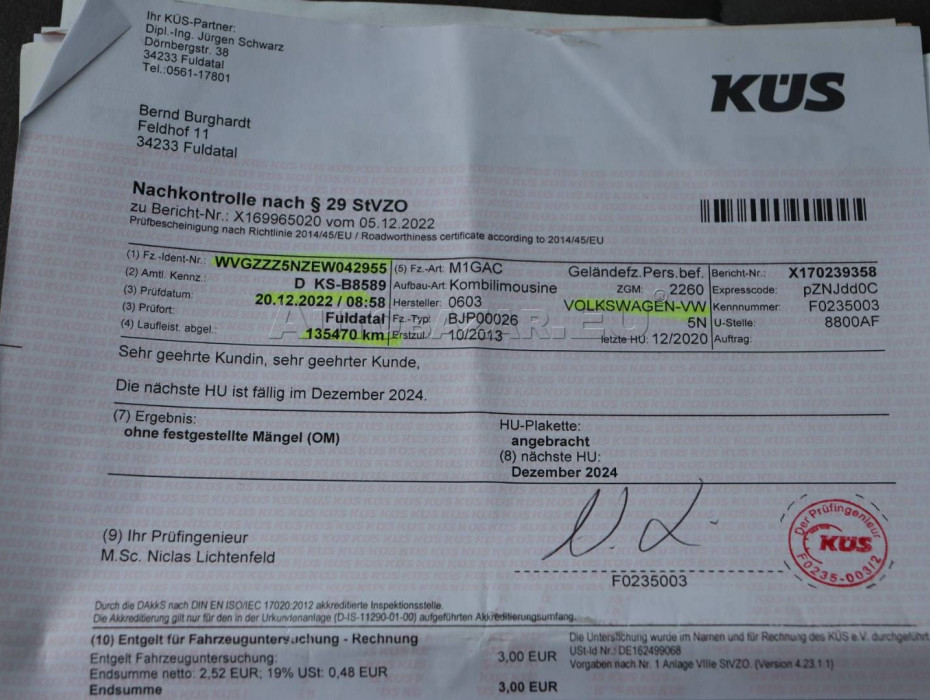 Ihr KÜS-Partner:
Dipl.-Ing. Jürgen Schwarz
Dörnbergstr. 38
34233 Fuldatal
Tel.:0561-17801
KÜS
Bernd Burghardt
Feldhof 11
34233 Fuldatal
Nachkontrolle nach § 29 StVZO
zu Bericht-Nr.: X169965020 vom 05.12.2022
Prüfbescheinigung nach Richtlinie 2014/45/EU / Roadworthiness certificate according to 2014/45/EU
(1) Fz.-Ident-Nr.: WVGZZZ5NZEW042955 (5) Fz.-Art: M1GAC Geländefz.Pers.bef. Bericht-Nr.: X170239358
(2) Amtl. Kennz.: D KS-B8589 Aufbau-Art: Kombilimousine ZGM: 2260 Expresscode: pZNJdd0C
(3) Prüfdatum: 20.12.2022 / 08:58 Hersteller: 0603 VOLKSWAGEN-VW Kennnummer: F0235003
(3) Prüfort: Fuldatal Fz.-Typ: BJP00026 5N U-Stelle: 8800AF
(4) Laufleist. abgel.: 135470 km Erstzul.: 10/2013 letzte HU: 12/2020 Auftrag:
Sehr geehrte Kundin, sehr geehrter Kunde,
Die nächste HU ist fällig im Dezember 2024.
(7) Ergebnis:
ohne festgestellte Mängel (OM)
HU-Plakette:
angebracht
(8) nächste HU:
Dezember 2024
(9) Ihr Prüfingenieur
M.Sc. Niclas Lichtenfeld
F0235003
Der Prüfingenieur
KÜS
F0235-003/2
Durch die DAkkS nach DIN EN ISO/IEC 17020:2012 akkreditierte Inspektionsstelle.
Die Akkreditierung gilt nur für den in der Urkundenanlage (D-IS-11290-01-00) aufgeführten Akkreditierungsumfang.
(10) Entgelt für Fahrzeuguntersuchung - Rechnung
Entgelt Fahrzeuguntersuchung: 3,00 EUR
Endsumme netto: 2,52 EUR; 19% USt: 0,48 EUR
Endsumme 3,00 EUR
Die Untersuchung wurde im Namen und für Rechnung des KÜS e.V. durchgeführt
USt-Id Nr.: DE162499068
Vorgaben nach Nr. 1 Anlage VIIIe StVZO. (Version 4.23.1.1)